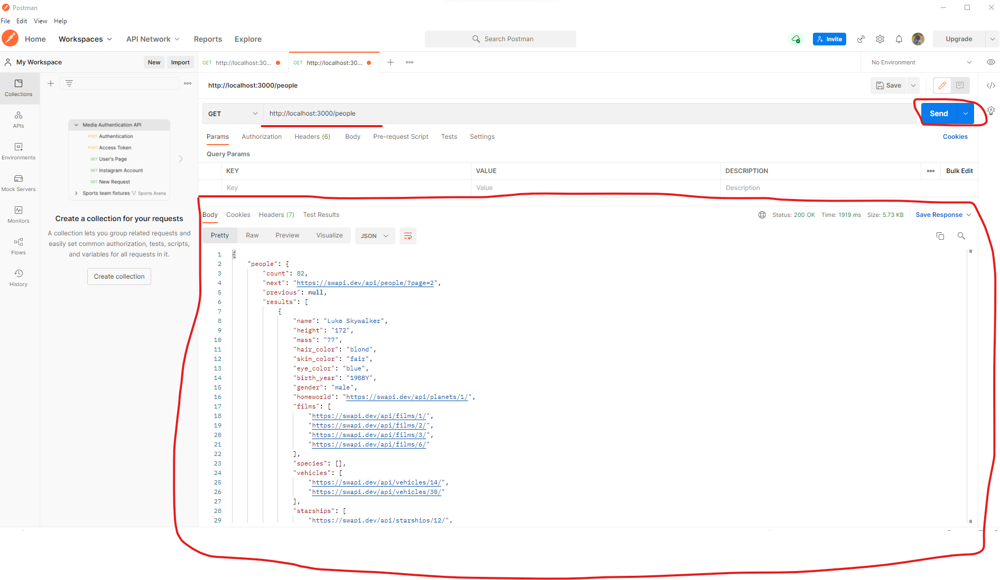 Postman
File Edit View Help
Home Workspaces API Network Reports Explore Search Postman Invite Upgrade
My Workspace New Import GET http://localhost:30... GET http://localhost:30... No Environment
Collections
APIs
Environments
Mock Servers
Monitors
Flows
History
Media Authentication API
POST Authentication
POST Access Token
GET User's Page
GET Instagram Account
GET New Request
Sports team fixtures Sports Arena
Create a collection for your requests
A collection lets you group related requests and
easily set common authorization, tests, scripts,
and variables for all requests in it.
Create collection
http://localhost:3000/people Save
GET http://localhost:3000/people Send
Params Authorization Headers (6) Body Pre-request Script Tests Settings Cookies
Query Params
KEY VALUE DESCRIPTION Bulk Edit
Key Value Description
Body Cookies Headers (7) Test Results Status: 200 OK Time: 1919 ms Size: 5.73 KB Save Response
Pretty Raw Preview Visualize JSON
1 {
2 "people": {
3 "count": 82,
4 "next": "https://swapi.dev/api/people/?page=2",
5 "previous": null,
6 "results": [
7 {
8 "name": "Luke Skywalker",
9 "height": "172",
10 "mass": "77",
11 "hair_color": "blond",
12 "skin_color": "fair",
13 "eye_color": "blue",
14 "birth_year": "19BBY",
15 "gender": "male",
16 "homeworld": "https://swapi.dev/api/planets/1/",
17 "films": [
18 "https://swapi.dev/api/films/1/",
19 "https://swapi.dev/api/films/2/",
20 "https://swapi.dev/api/films/3/",
21 "https://swapi.dev/api/films/6/"
22 ],
23 "species": [],
24 "vehicles": [
25 "https://swapi.dev/api/vehicles/14/",
26 "https://swapi.dev/api/vehicles/30/"
27 ],
28 "starships": [
29 "https://swapi.dev/api/starships/12/",